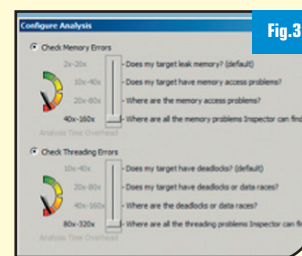 Configure Analysis
Fig.3
Check Memory Errors
2x-20x
Does my target leak memory? (default)
10x-40x
Does my target have memory access problems?
20x-80x
Where are the memory access problems?
40x-160x
Where are all the memory problems Inspector can find
Analysis Time Overhead
Check Threading Errors
10x-40x
Does my target have deadlocks? (default)
20x-80x
Does my target have deadlocks or data races?
40x-160x
Where are the deadlocks or data races?
80x-320x
Where are all the threading problems Inspector can fin
Analysis Time Overhead